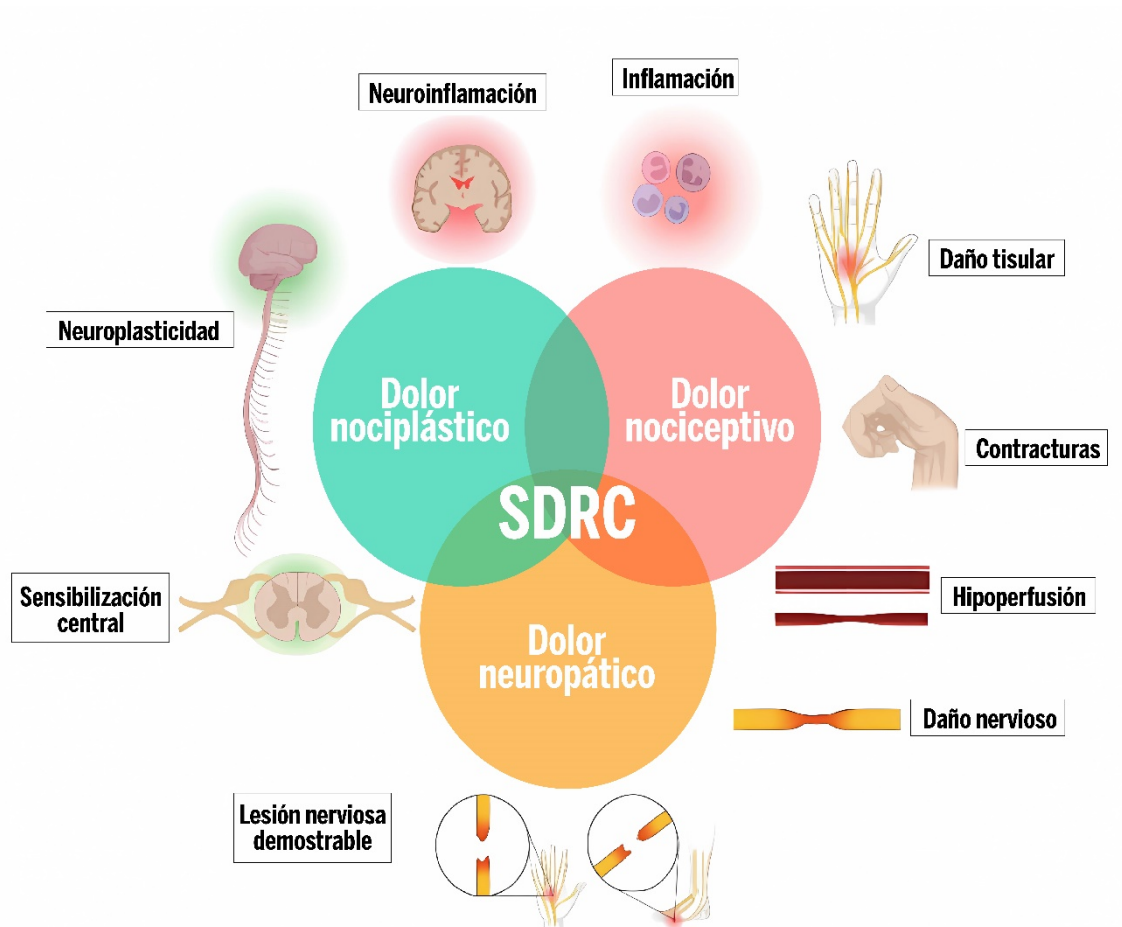 Neuroinflamación
Inflamación
Daño tisular
Neuroplasticidad
Dolor
nociplástico
Dolor
nociceptivo
Contracturas
SDRC
Sensibilización
central
Hipoperfusión
Dolor
neuropático
Daño nervioso
Lesión nerviosa
demostrable